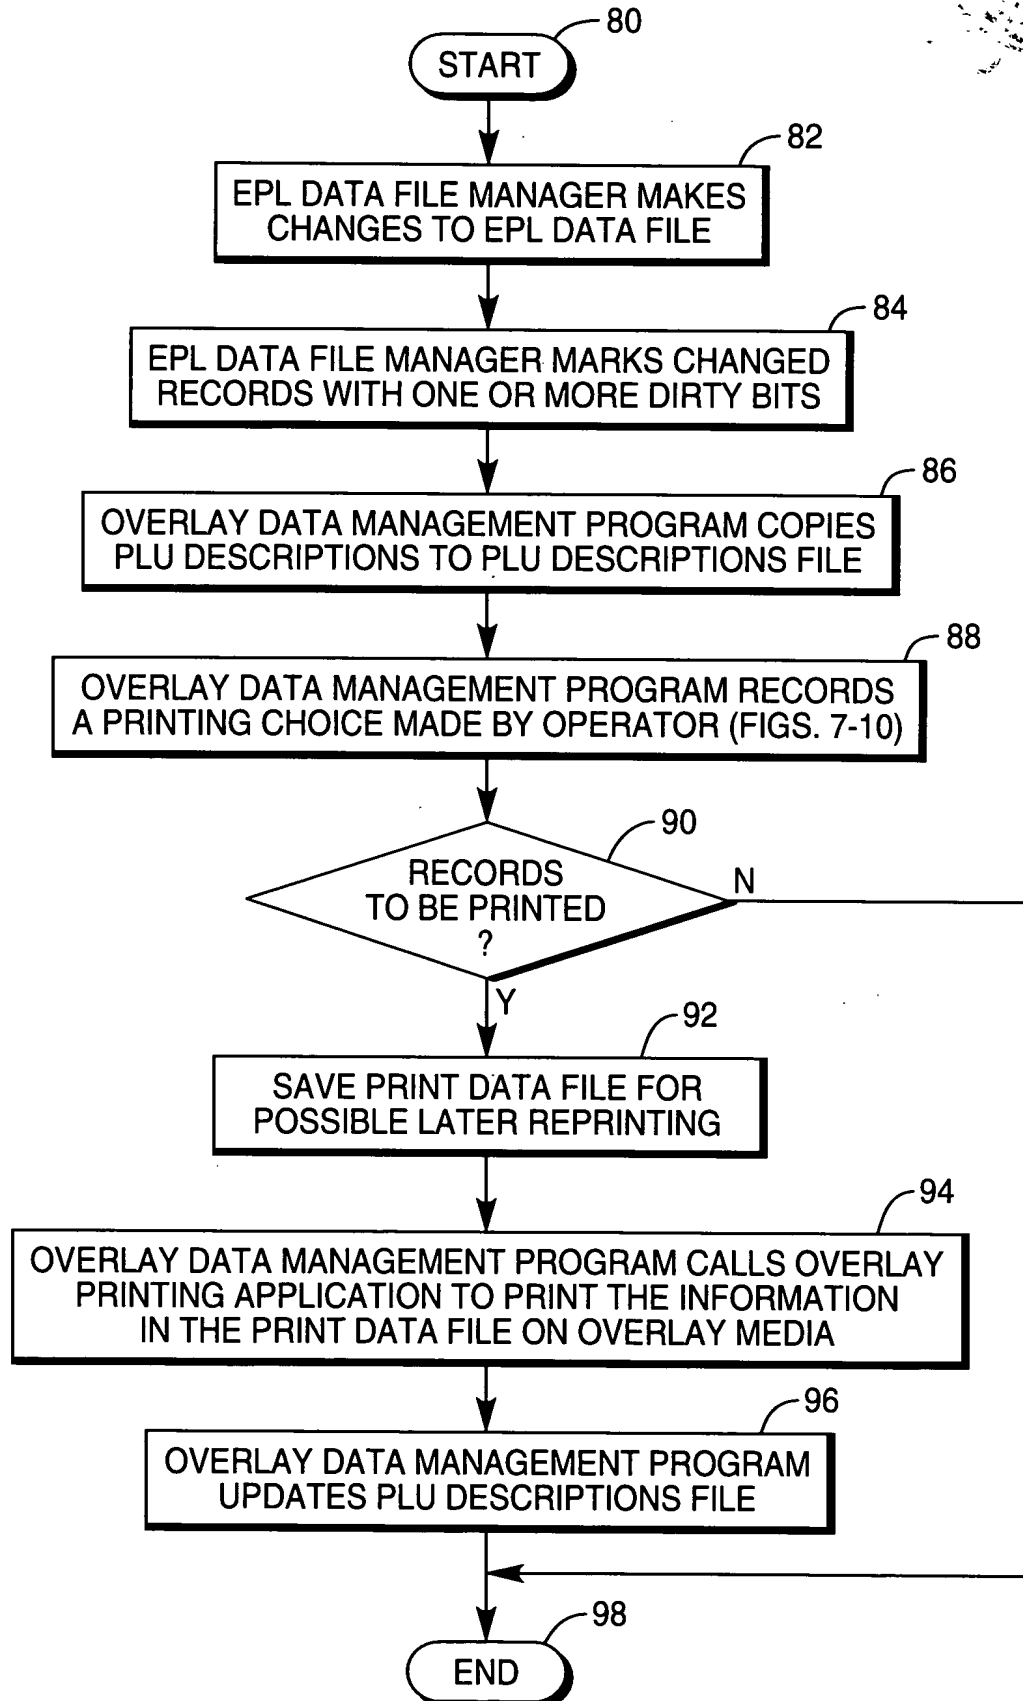 80
START
82
EPL DATA FILE MANAGER MAKES
CHANGES TO EPL DATA FILE
84
EPL DATA FILE MANAGER MARKS CHANGED
RECORDS WITH ONE OR MORE DIRTY BITS
86
OVERLAY DATA MANAGEMENT PROGRAM COPIES
PLU DESCRIPTIONS TO PLU DESCRIPTIONS FILE
88
OVERLAY DATA MANAGEMENT PROGRAM RECORDS
A PRINTING CHOICE MADE BY OPERATOR (FIGS. 7-10)
90
RECORDS
TO BE PRINTED
?
N
Y
92
SAVE PRINT DATA FILE FOR
POSSIBLE LATER REPRINTING
94
OVERLAY DATA MANAGEMENT PROGRAM CALLS OVERLAY
PRINTING APPLICATION TO PRINT THE INFORMATION
IN THE PRINT DATA FILE ON OVERLAY MEDIA
96
OVERLAY DATA MANAGEMENT PROGRAM
UPDATES PLU DESCRIPTIONS FILE
98
END